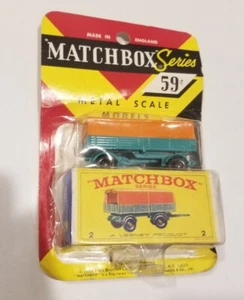 MADE IN ENGLAND
MATCHBOX Series
59¢
METAL SCALE
MODELS
"MATCHBOX"
SERIES
2 2
A LESNEY PRODUCT